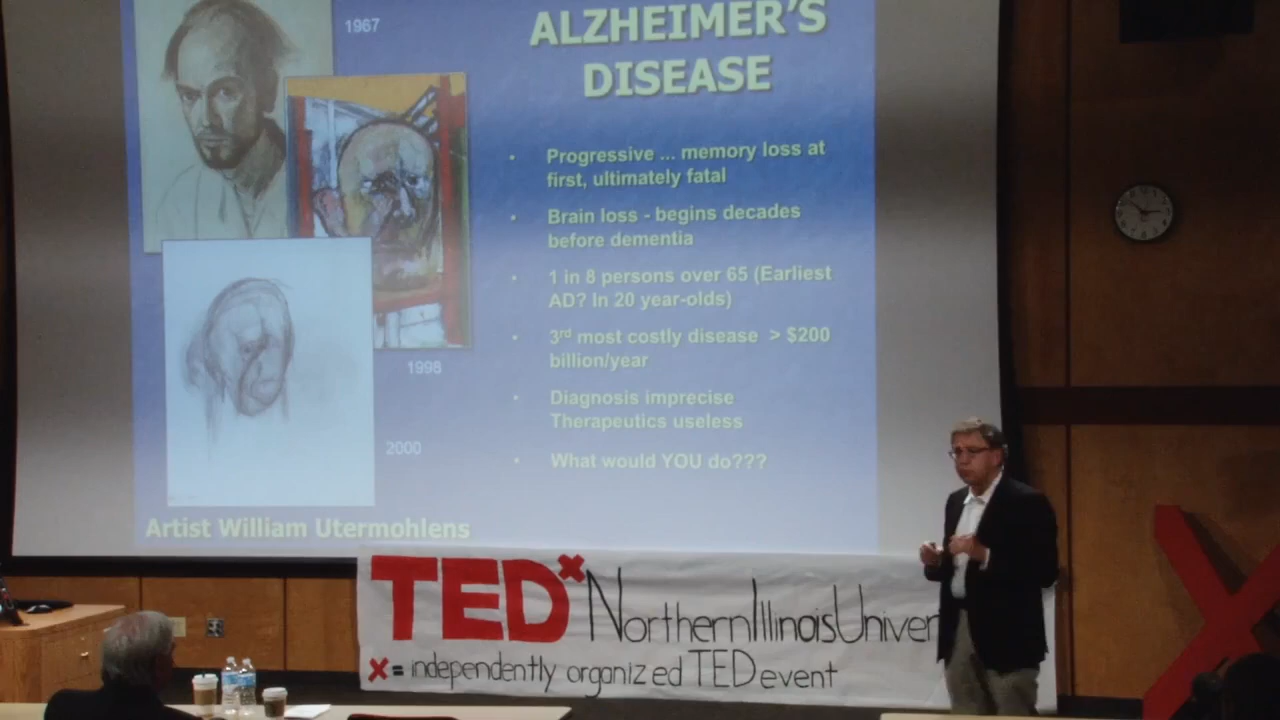 1967
ALZHEIMER'S
DISEASE
• Progressive ... memory loss at
first, ultimately fatal
• Brain loss - begins decades
before dementia
• 1 in 8 persons over 65 (Earliest
AD? In 20 year-olds)
• 3rd most costly disease > $200
billion/year
• Diagnosis imprecise
Therapeutics useless
• What would YOU do???
1998
2000
Artist William Utermohlens
TEDx NorthernIllinoisUniver
x = independently organized TED event